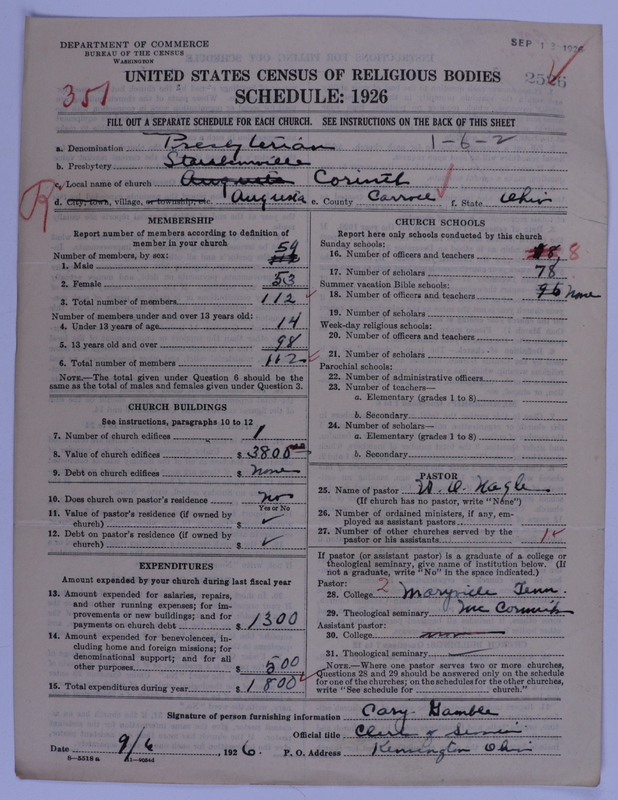 DEPARTMENT OF COMMERCE
BUREAU OF THE CENSUS
WASHINGTON
SEP 13 1926
2526
UNITED STATES CENSUS OF RELIGIOUS BODIES
351
SCHEDULE: 1926
FILL OUT A SEPARATE SCHEDULE FOR EACH CHURCH. SEE INSTRUCTIONS ON THE BACK OF THIS SHEET
a. Denomination Presbyterian 1-6-2
b. Presbytery Steubenville
c. Local name of church Augusta Corinth
d. City, town, village, or township, etc. Augusta e. County Carroll f. State Ohio
R
MEMBERSHIP
Report number of members according to definition of
member in your church
Number of members, by sex:
1. Male 59
2. Female 53
3. Total number of members 112
Number of members under and over 13 years old:
4. Under 13 years of age 14
5. 13 years old and over 98
6. Total number of members 112
NOTE.—The total given under Question 6 should be
the same as the total of males and females given under Question 3.
CHURCH BUILDINGS
See instructions, paragraphs 10 to 12
7. Number of church edifices 1
8. Value of church edifices $ 3800
9. Debt on church edifices $ None
10. Does church own pastor's residence No
Yes or No
11. Value of pastor's residence (if owned by
church) $ ✓
12. Debt on pastor's residence (if owned by
church) $ ✓
EXPENDITURES
Amount expended by your church during last fiscal year
13. Amount expended for salaries, repairs,
and other running expenses; for im-
provements or new buildings; and for
payments on church debt $ 1300
14. Amount expended for benevolences, in-
cluding home and foreign missions; for
denominational support; and for all
other purposes $ 500
15. Total expenditures during year $ 1800
CHURCH SCHOOLS
Report here only schools conducted by this church
Sunday schools:
16. Number of officers and teachers 8
17. Number of scholars 78
Summer vacation Bible schools:
18. Number of officers and teachers 96 None
19. Number of scholars
Week-day religious schools:
20. Number of officers and teachers
21. Number of scholars
Parochial schools:
22. Number of administrative officers
23. Number of teachers—
a. Elementary (grades 1 to 8)
b. Secondary
24. Number of scholars—
a. Elementary (grades 1 to 8)
b. Secondary
PASTOR
25. Name of pastor W. O. Nagle
(If church has no pastor, write "None")
26. Number of ordained ministers, if any, em-
ployed as assistant pastors
27. Number of other churches served by the
pastor or his assistants 1
If pastor (or assistant pastor) is a graduate of a college or
theological seminary, give name of institution below. (If
not a graduate, write "No" in the space indicated.)
Pastor:
28. College 2 Maryville Tenn.
29. Theological seminary McCormick
Assistant pastor:
30. College
31. Theological seminary
NOTE.—Where one pastor serves two or more churches,
Questions 28 and 29 should be answered only on the schedule
for one of the churches; on the schedules for the other churches,
write "See schedule for church."
Signature of person furnishing information Cary Gamble
Official title Clerk of Session
Date 9/6, 1926. P. O. Address Kensington Ohio
8—5518 a